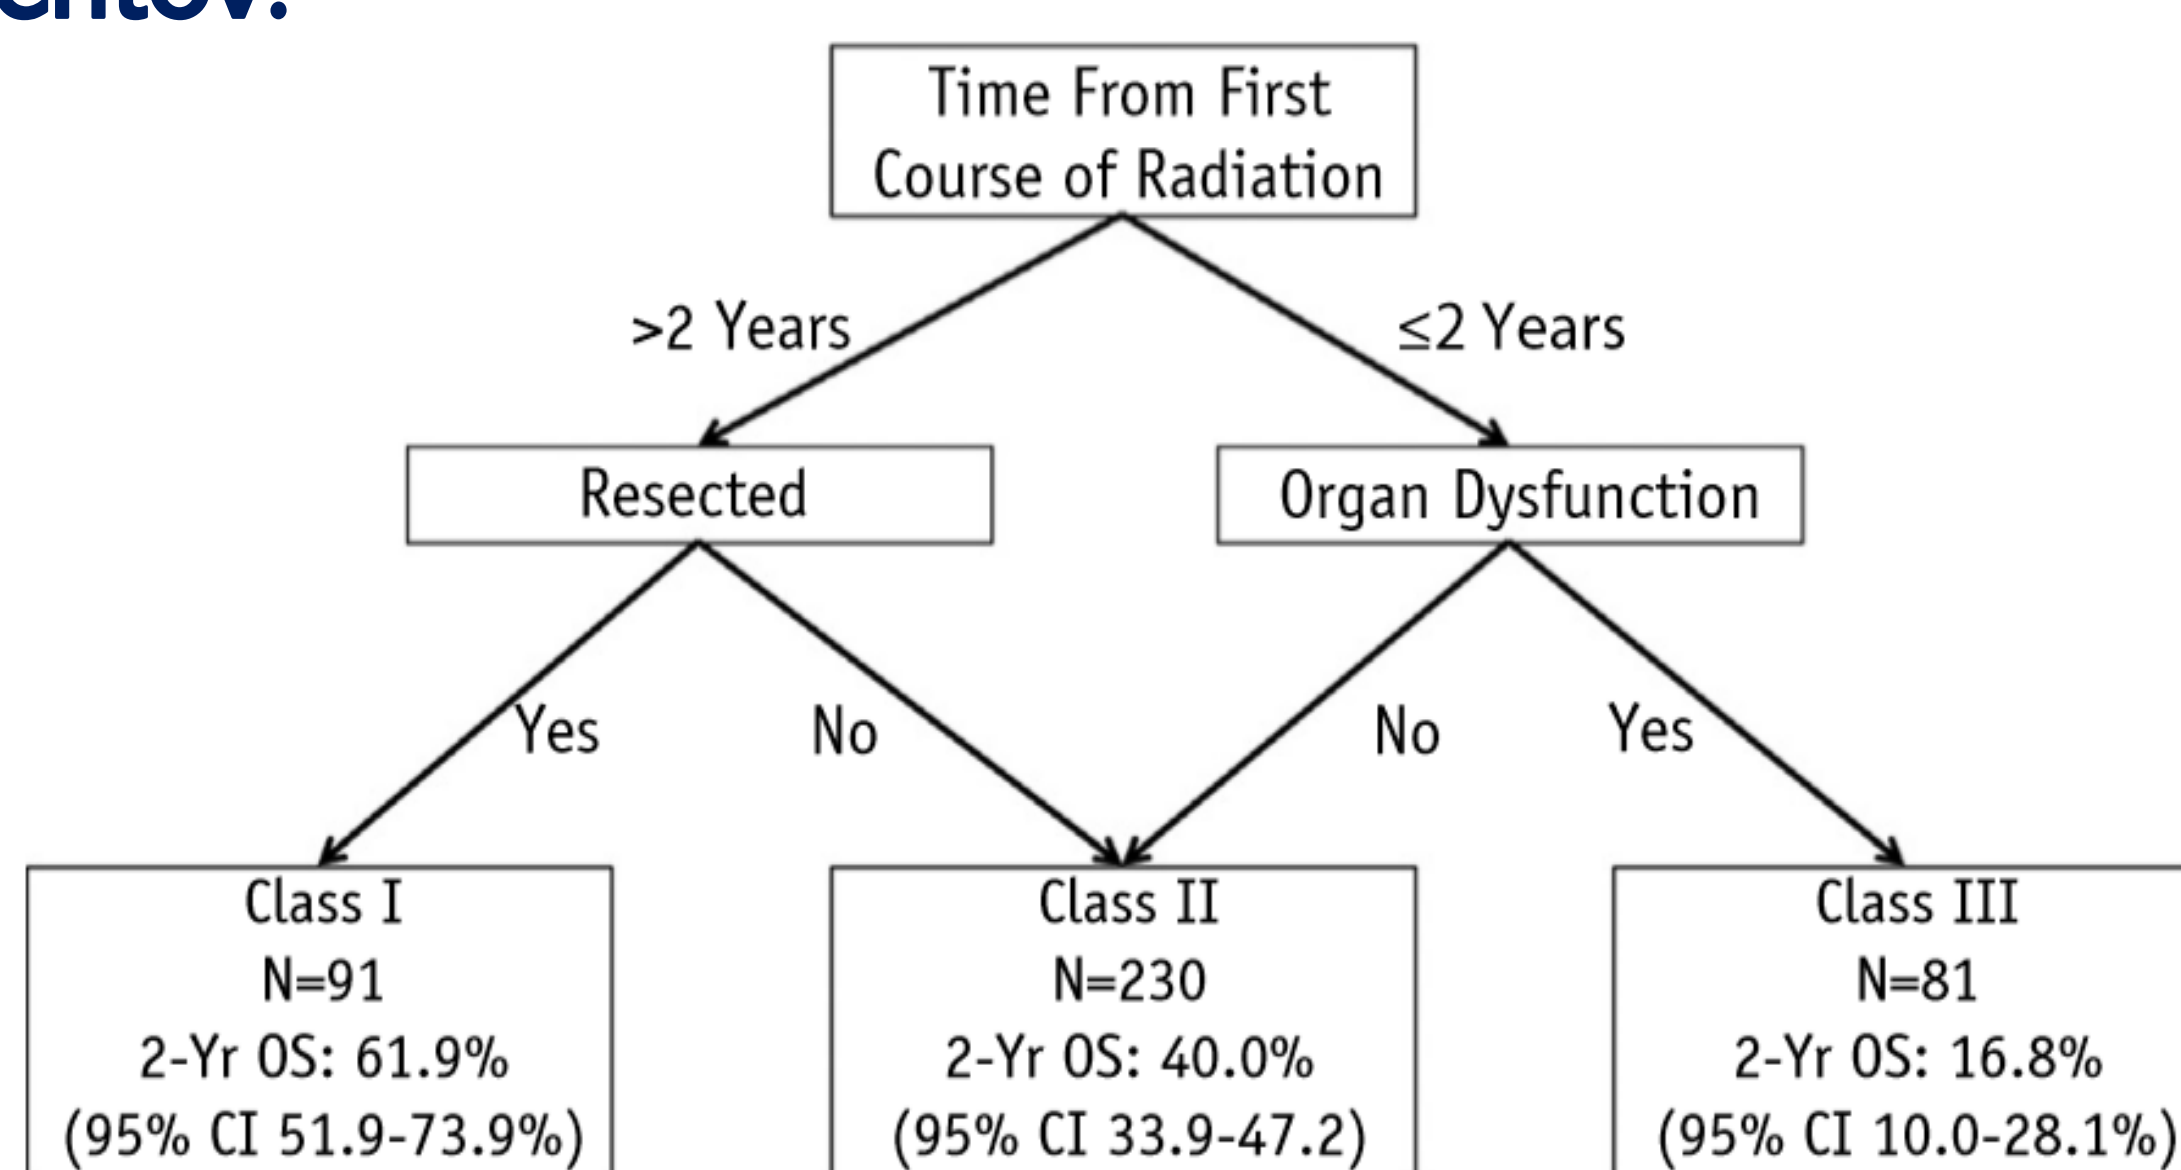 Time From First
Course of Radiation
>2 Years
≤2 Years
Resected
Organ Dysfunction
Yes
No
No
Yes
Class I
N=91
2-Yr OS: 61.9%
(95% CI 51.9-73.9%)
Class II
N=230
2-Yr OS: 40.0%
(95% CI 33.9-47.2)
Class III
N=81
2-Yr OS: 16.8%
(95% CI 10.0-28.1%)